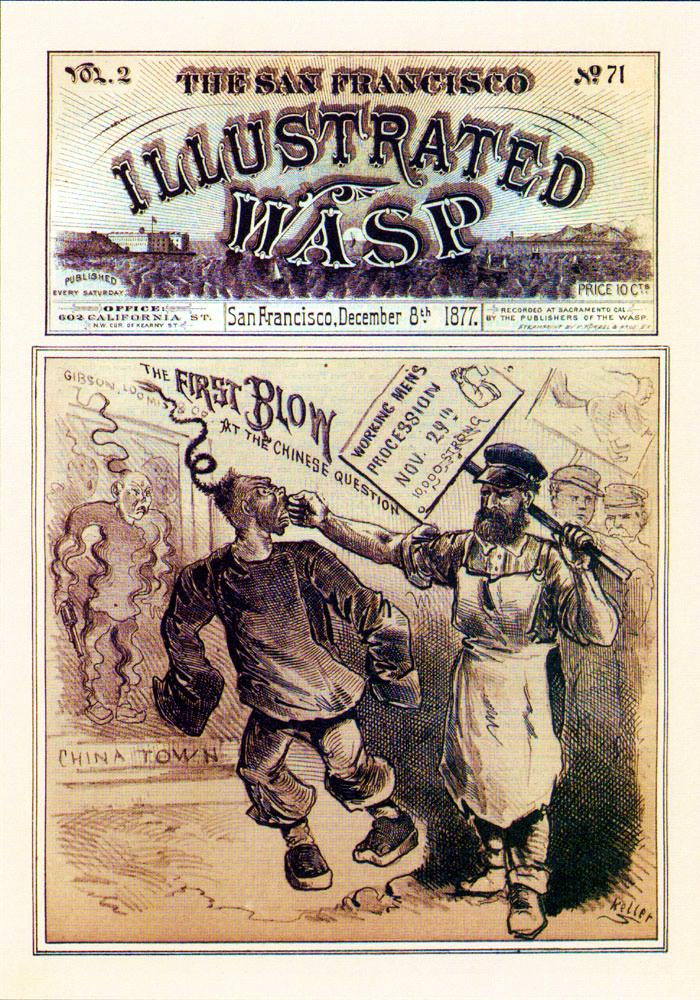 VOL. 2
THE SAN FRANCISCO
No 71
ILLUSTRATED
WASP
PUBLISHED
EVERY SATURDAY.
PRICE 10 CTS
OFFICE:
602 CALIFORNIA ST.
N.W. COR. OF KEARNY ST.
San Francisco, December 8th 1877.
RECORDED AT SACRAMENTO CAL.
BY THE PUBLISHERS OF THE WASP.
GIBSON, LOOMIS & CO
THE FIRST BLOW
AT THE CHINESE QUESTION
WORKING MENS
PROCESSION
NOV. 29th
10,000 STRONG
CHINA TOWN
Keller